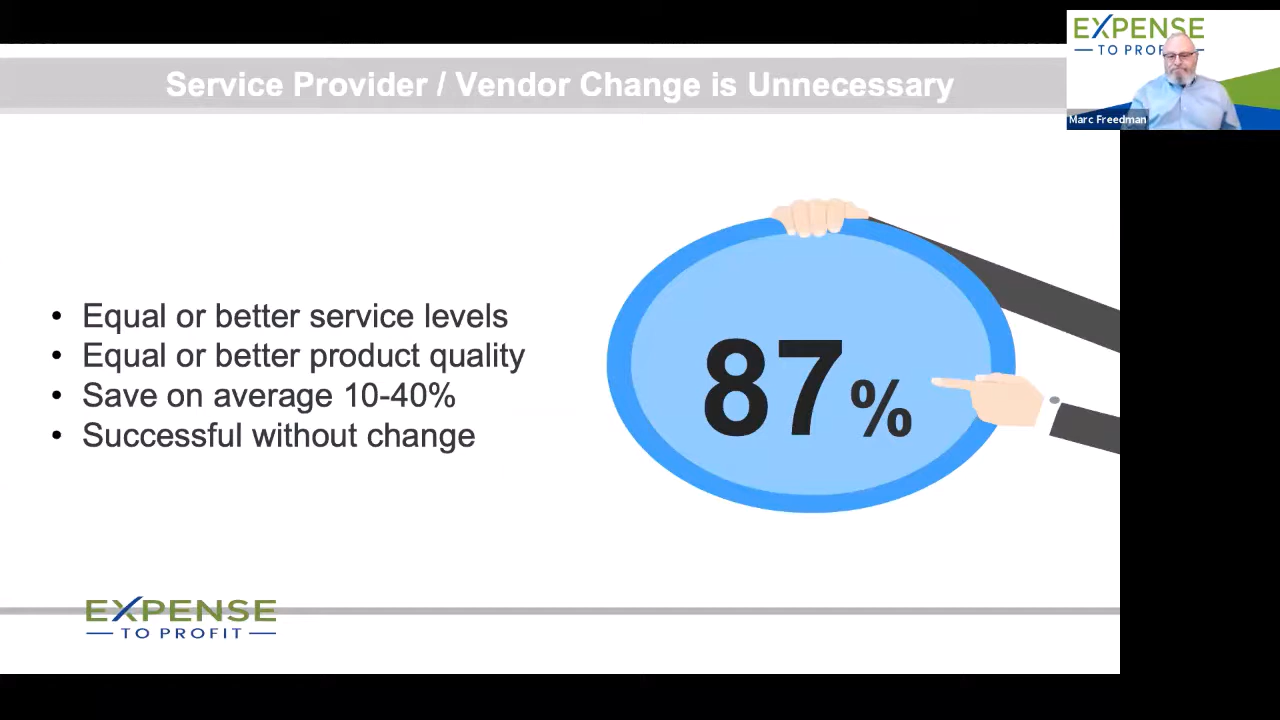 Service Provider / Vendor Change is Unnecessary
EXPENSE
TO PROFIT
Marc Freedman
• Equal or better service levels
• Equal or better product quality
• Save on average 10-40%
• Successful without change
87%
EXPENSE
TO PROFIT